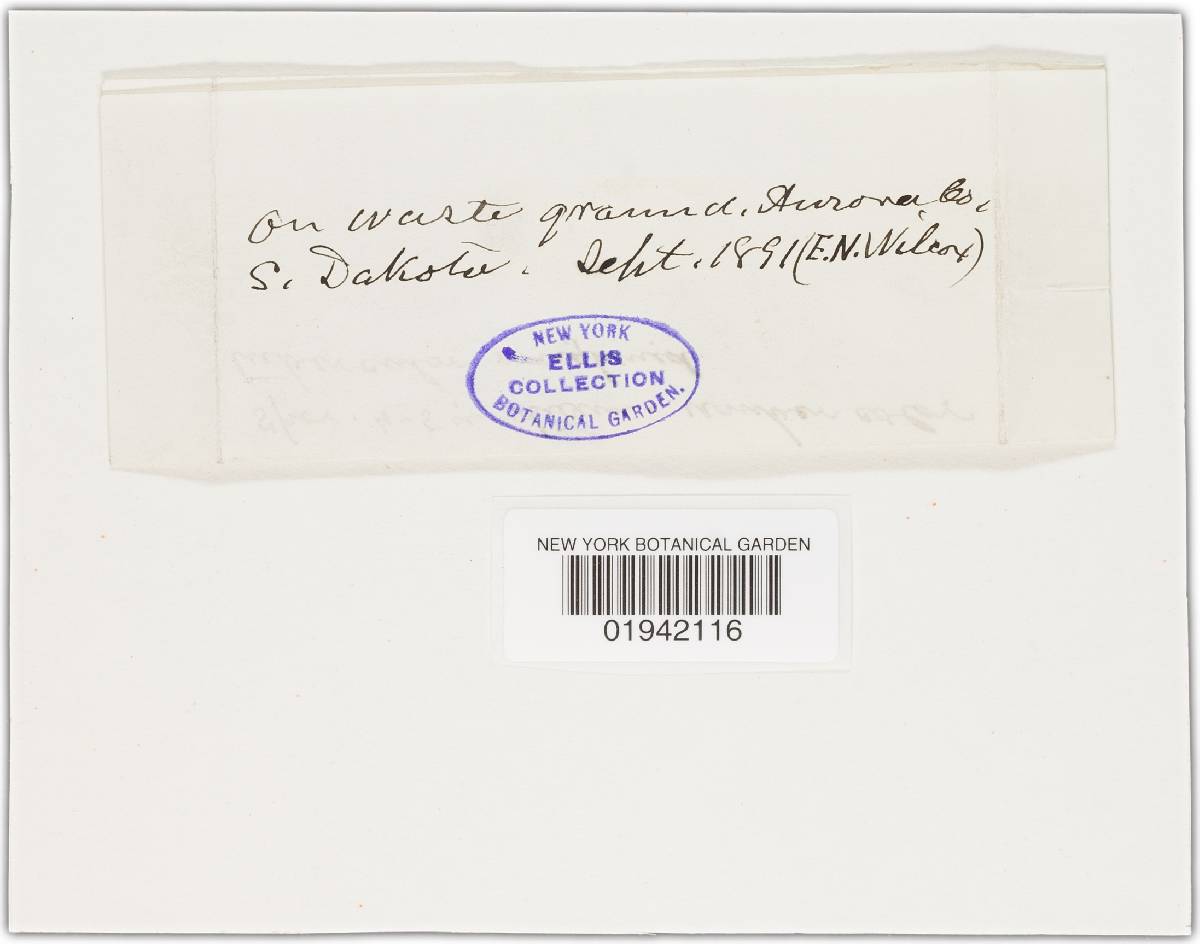 On waste ground. Aurora Co,
S. Dakota. Sept. 1891 (E.N. Wilcox)
NEW YORK
ELLIS
COLLECTION
BOTANICAL GARDEN.
NEW YORK BOTANICAL GARDEN
01942116